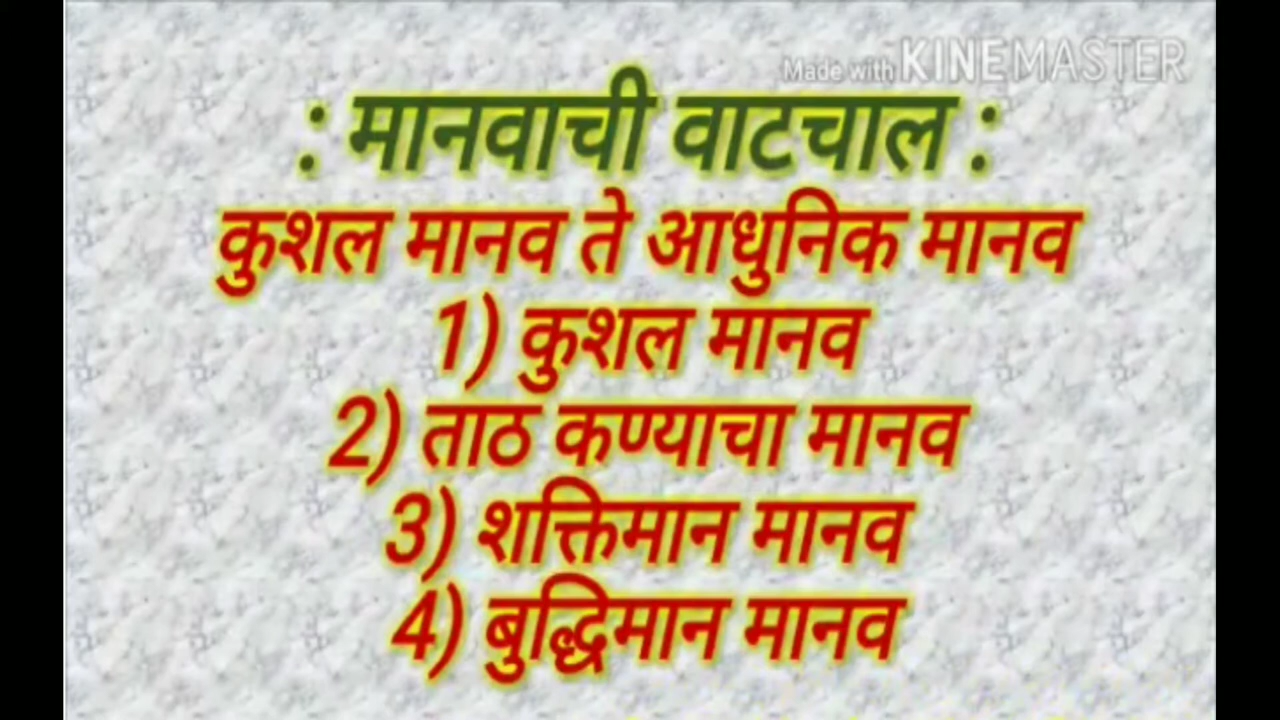 Made with KINEMASTER
: मानवाची वाटचाल :
कुशल मानव ते आधुनिक मानव
1) कुशल मानव
2) ताठ कण्याचा मानव
3) शक्तिमान मानव
4) बुद्धिमान मानव